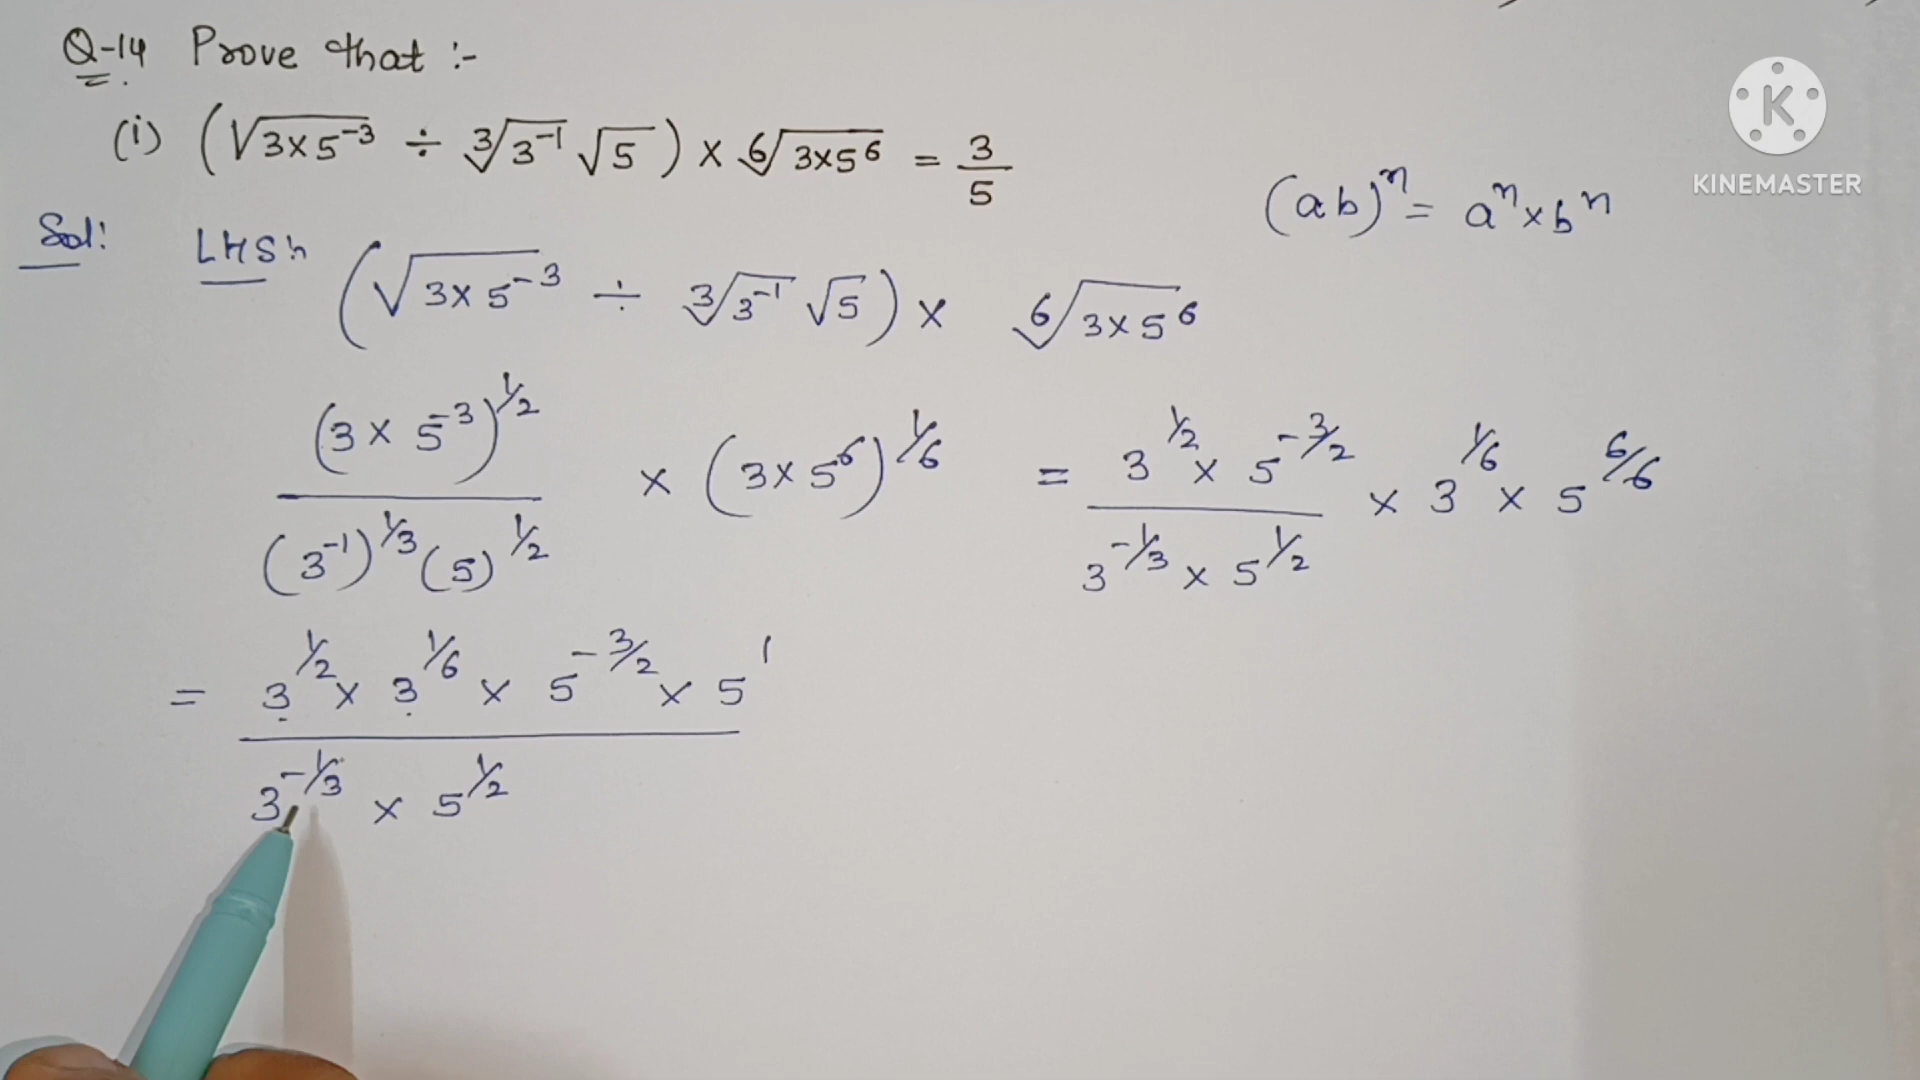 Q-14 Prove that :-
(i) (√3×5⁻³ ÷ ³√3⁻¹ √5) × ⁶√3×5⁶ = 3/5
KINEMASTER
(ab)ⁿ = aⁿ×bⁿ
Sol:
LHS:
(√3×5⁻³ ÷ ³√3⁻¹ √5) × ⁶√3×5⁶
(3×5⁻³)^1/2 / (3⁻¹)^1/3 (5)^1/2 × (3×5⁶)^1/6 = 3^1/2 × 5^-3/2 / 3^-1/3 × 5^1/2 × 3^1/6 × 5^6/6
= 3^1/2 × 3^1/6 × 5^-3/2 × 5^1 / 3^-1/3 × 5^1/2